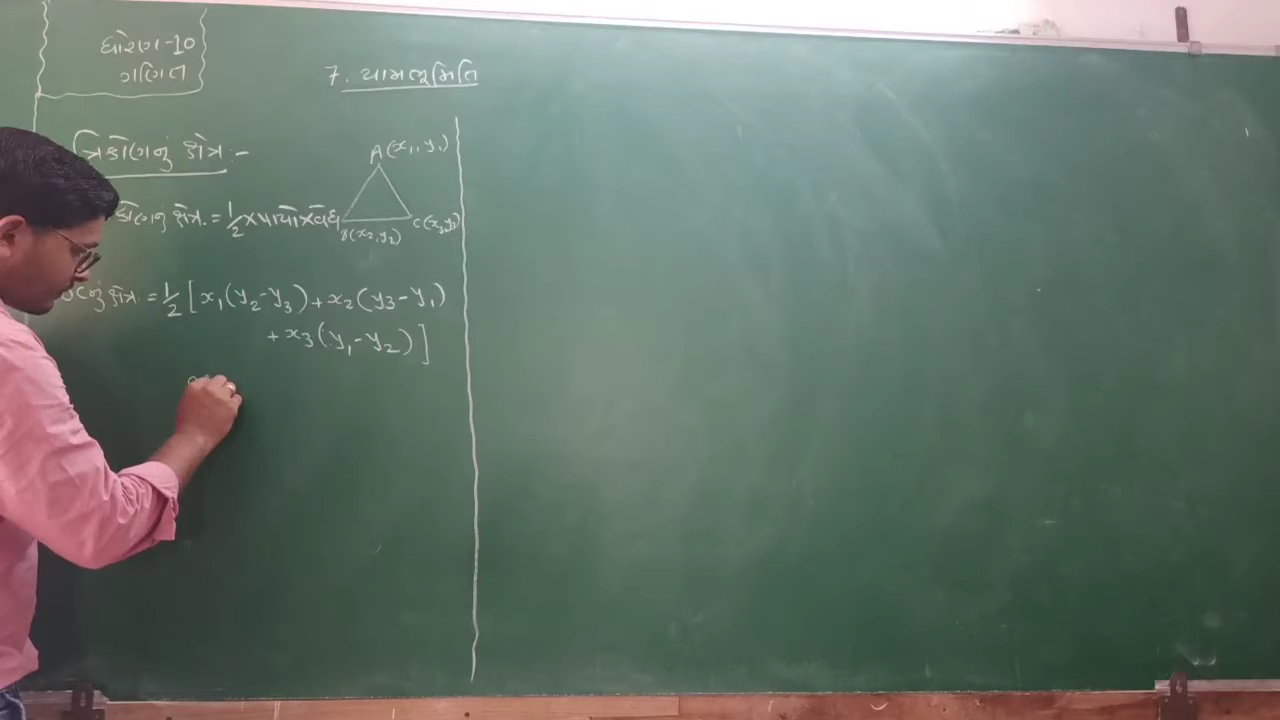 ધોરણ-10
ગણિત
7. યામભૂમિતિ
ત્રિકોણનું ક્ષેત્ર :-
A(x₁, y₁)
કોણનું ક્ષેત્ર. = 1/2 × પાયો × વેધ
B(x₂, y₂)
C(x₃, y₃)
નું ક્ષેત્ર = 1/2 [ x₁(y₂-y₃) + x₂(y₃-y₁)
+ x₃(y₁-y₂) ]